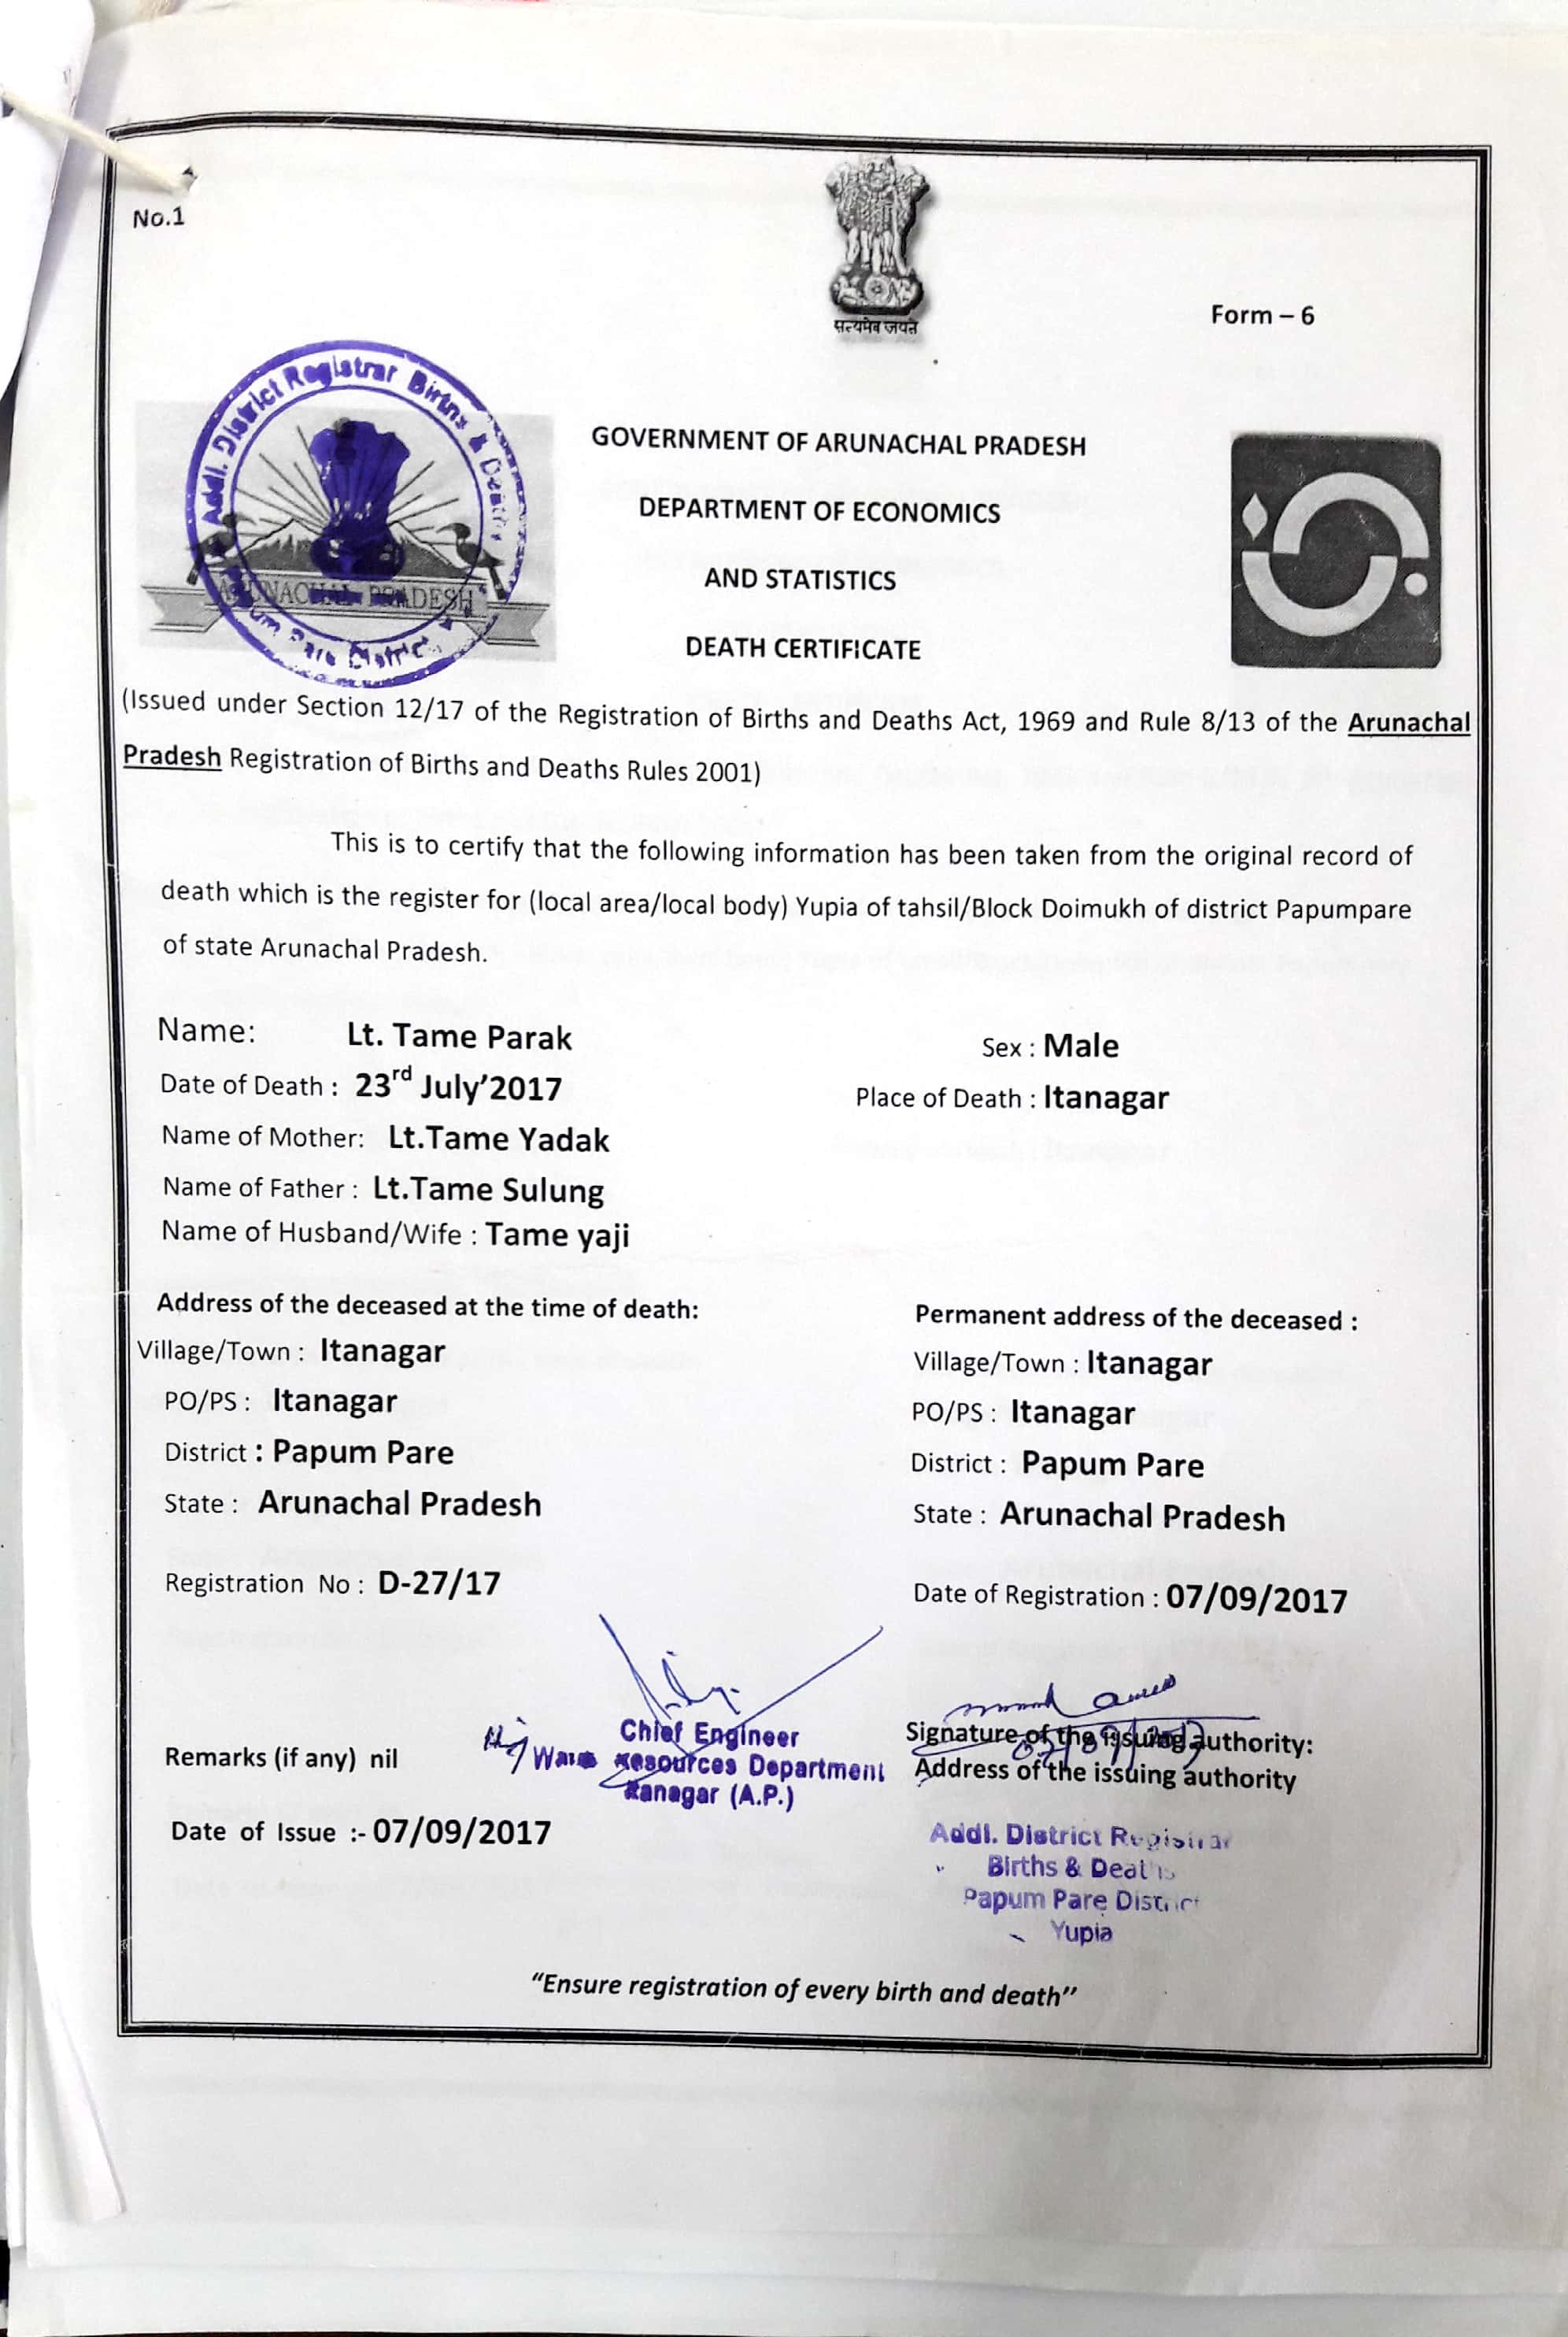 No.1
सत्यमेव जयते
Form – 6
Addl. District Registrar Births & Deaths
ARUNACHAL PRADESH
Papum Pare District
GOVERNMENT OF ARUNACHAL PRADESH
DEPARTMENT OF ECONOMICS
AND STATISTICS
DEATH CERTIFICATE
(Issued under Section 12/17 of the Registration of Births and Deaths Act, 1969 and Rule 8/13 of the Arunachal
Pradesh Registration of Births and Deaths Rules 2001)
This is to certify that the following information has been taken from the original record of
death which is the register for (local area/local body) Yupia of tahsil/Block Doimukh of district Papumpare
of state Arunachal Pradesh.
Name: Lt. Tame Parak Sex : Male
Date of Death : 23rd July'2017 Place of Death : Itanagar
Name of Mother: Lt.Tame Yadak
Name of Father : Lt.Tame Sulung
Name of Husband/Wife : Tame yaji
Address of the deceased at the time of death: Permanent address of the deceased :
Village/Town : Itanagar Village/Town : Itanagar
PO/PS : Itanagar PO/PS : Itanagar
District : Papum Pare District : Papum Pare
State : Arunachal Pradesh State : Arunachal Pradesh
Registration No : D-27/17 Date of Registration : 07/09/2017
Chief Engineer Signature of the issuing authority:
Remarks (if any) nil Resources Department Address of the issuing authority
Itanagar (A.P.)
Date of Issue :- 07/09/2017 Addl. District Registrar
Births & Deaths
Papum Pare District
Yupia
"Ensure registration of every birth and death"